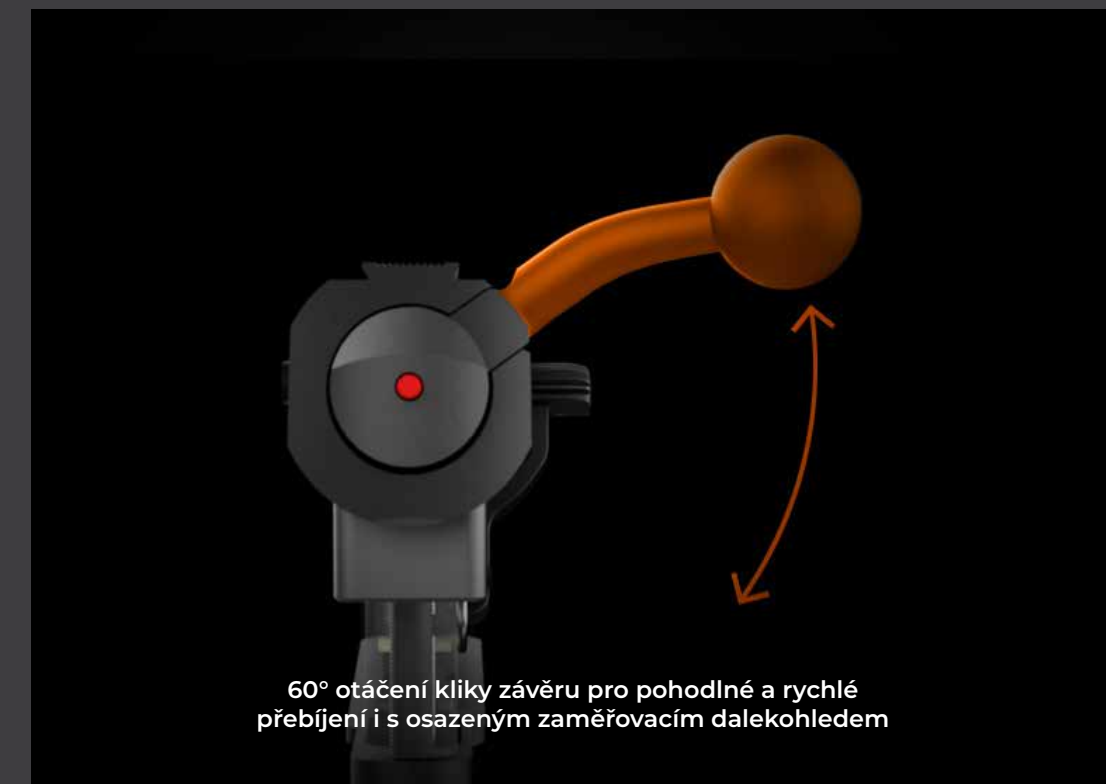 60° otáčení kliky závěru pro pohodlné a rychlé
přebíjení i s osazeným zaměřovacím dalekohledem